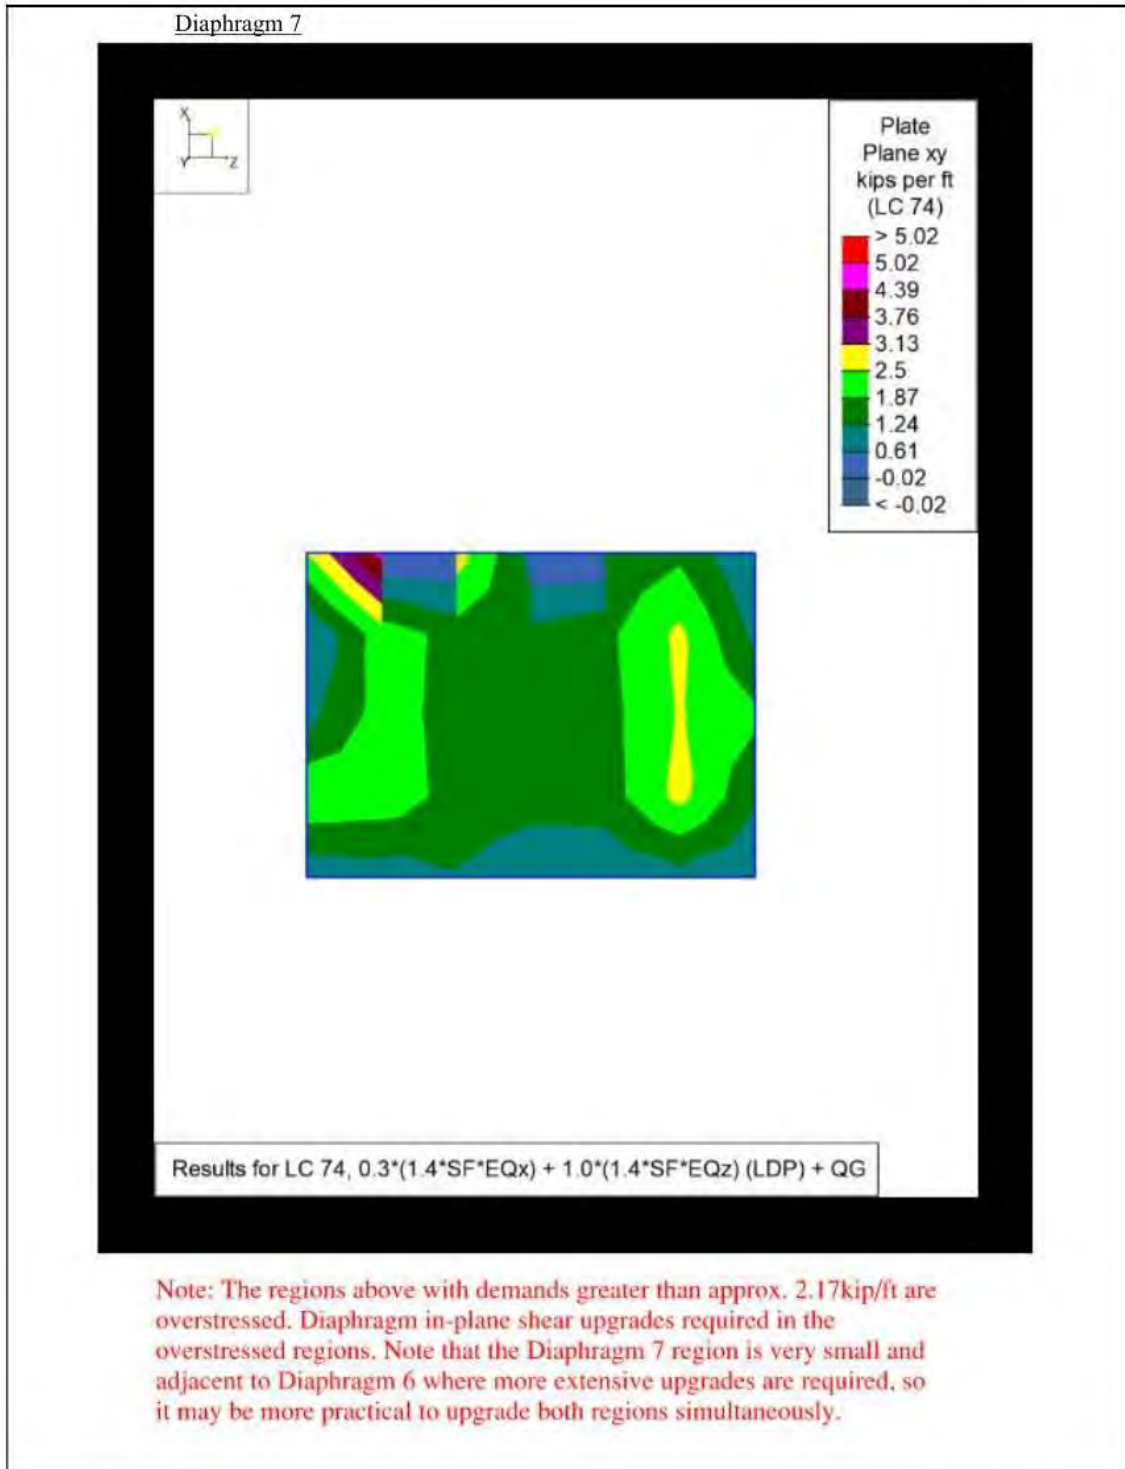 Diaphragm 7
X
Y
Z
Plate
Plane xy
kips per ft
(LC 74)
> 5.02
5.02
4.39
3.76
3.13
2.5
1.87
1.24
0.61
-0.02
< -0.02
Results for LC 74, 0.3*(1.4*SF*EQx) + 1.0*(1.4*SF*EQz) (LDP) + QG
Note: The regions above with demands greater than approx. 2.17kip/ft are
overstressed. Diaphragm in-plane shear upgrades required in the
overstressed regions. Note that the Diaphragm 7 region is very small and
adjacent to Diaphragm 6 where more extensive upgrades are required, so
it may be more practical to upgrade both regions simultaneously.